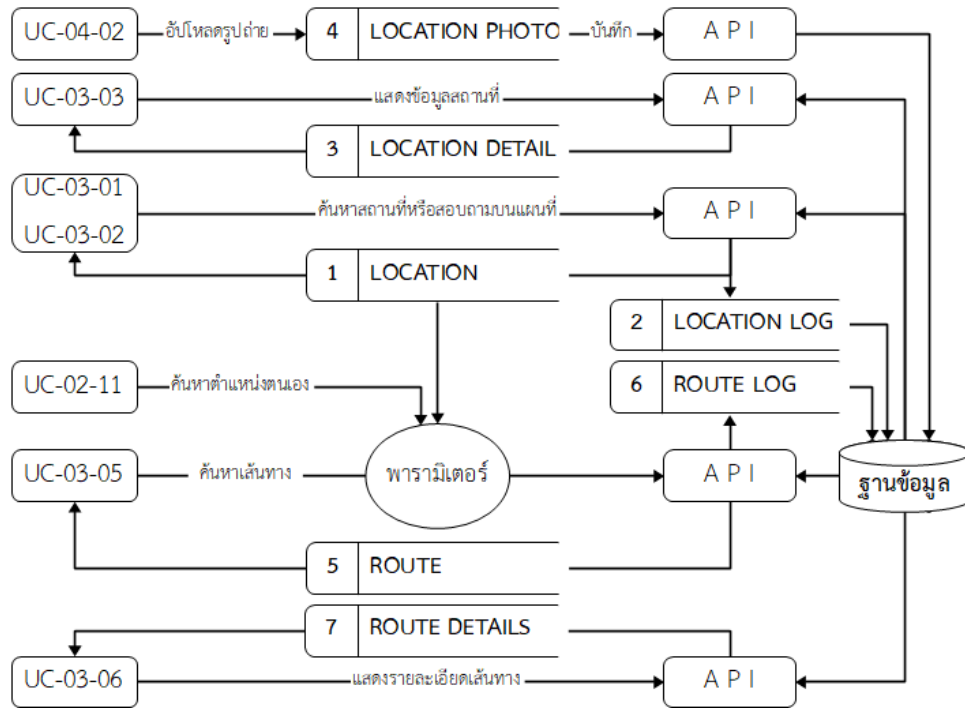 UC-04-02 อัปโหลดรูปถ่าย 4 LOCATION PHOTO บันทึก A P I
UC-03-03 แสดงข้อมูลสถานที่ A P I
3 LOCATION DETAIL
UC-03-01
UC-03-02
ค้นหาสถานที่หรือสอบถามบนแผนที่ A P I
1 LOCATION
2 LOCATION LOG
UC-02-11 ค้นหาตำแหน่งตนเอง 6 ROUTE LOG
UC-03-05 ค้นหาเส้นทาง พารามิเตอร์ A P I ฐานข้อมูล
5 ROUTE
7 ROUTE DETAILS
UC-03-06 แสดงรายละเอียดเส้นทาง A P I